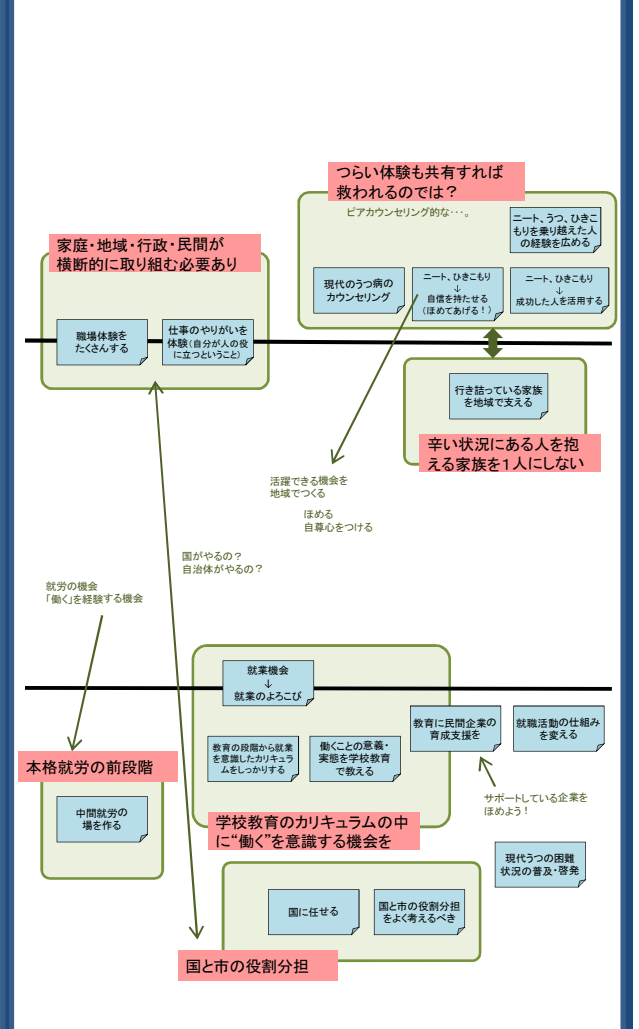 つらい体験も共有すれば
救われるのでは？
ピアカウンセリング的な・・・。
ニート、うつ、ひきこ
もりを乗り越えた人
の経験を広める
現代のうつ病の
カウンセリング
ニート、ひきこもり
↓
自信を持たせる
（ほめてあげる！）
ニート、ひきこもり
↓
成功した人を活用する
家庭・地域・行政・民間が
横断的に取り組む必要あり
職場体験を
たくさんする
仕事のやりがいを
体験（自分が人の役
に立つということ）
行き詰っている家族
を地域で支える
辛い状況にある人を抱
える家族を１人にしない
活躍できる機会を
地域でつくる
ほめる
自尊心をつける
国がやるの？
自治体がやるの？
就労の機会
「働く」を経験する機会
就業機会
↓
就業のよろこび
教育の段階から就業
を意識したカリキュラ
ムをしっかりする
働くことの意義・
実態を学校教育
で教える
学校教育のカリキュラムの中
に“働く”を意識する機会を
教育に民間企業の
育成支援を
就職活動の仕組み
を変える
サポートしている企業を
ほめよう！
本格就労の前段階
中間就労の
場を作る
現代うつの困難
状況の普及・啓発
国に任せる
国と市の役割分担
をよく考えるべき
国と市の役割分担